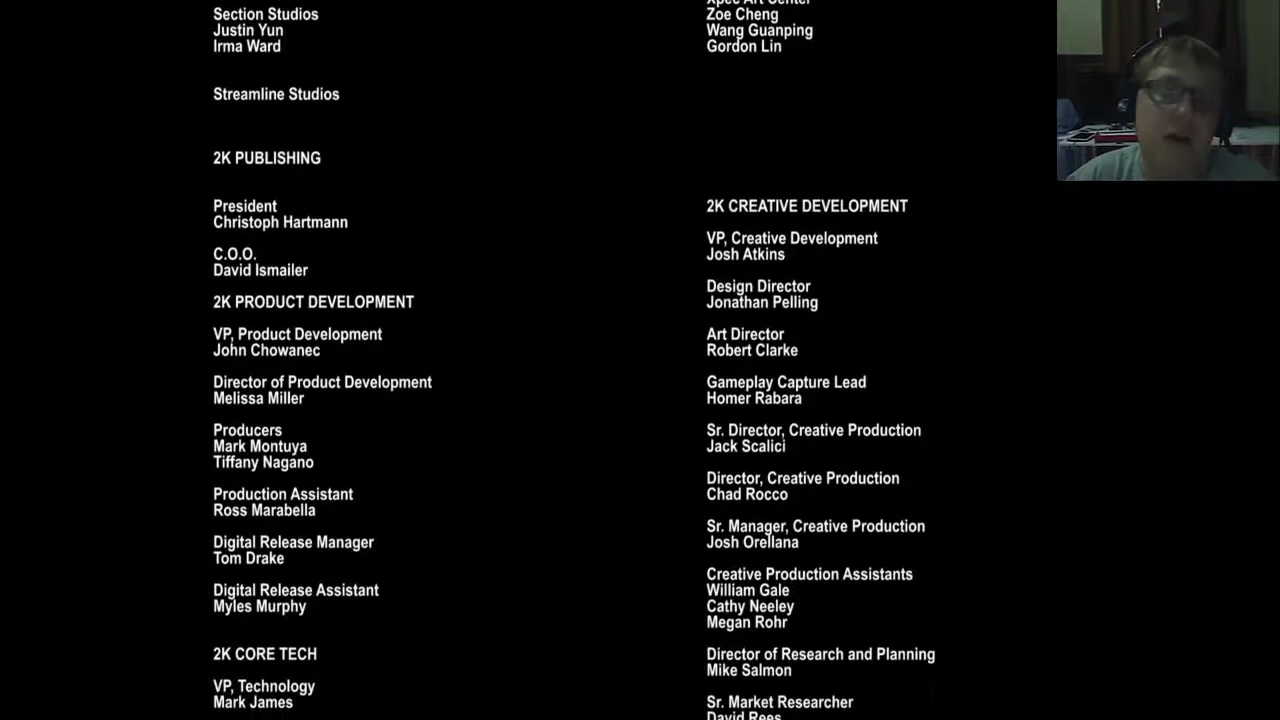 Section Studios
Justin Yun
Irma Ward
Streamline Studios
2K PUBLISHING
President
Christoph Hartmann
C.O.O.
David Ismailer
2K PRODUCT DEVELOPMENT
VP, Product Development
John Chowanec
Director of Product Development
Melissa Miller
Producers
Mark Montuya
Tiffany Nagano
Production Assistant
Ross Marabella
Digital Release Manager
Tom Drake
Digital Release Assistant
Myles Murphy
2K CORE TECH
VP, Technology
Mark James
Xpec Art Center
Zoe Cheng
Wang Guanping
Gordon Lin
2K CREATIVE DEVELOPMENT
VP, Creative Development
Josh Atkins
Design Director
Jonathan Pelling
Art Director
Robert Clarke
Gameplay Capture Lead
Homer Rabara
Sr. Director, Creative Production
Jack Scalici
Director, Creative Production
Chad Rocco
Sr. Manager, Creative Production
Josh Orellana
Creative Production Assistants
William Gale
Cathy Neeley
Megan Rohr
Director of Research and Planning
Mike Salmon
Sr. Market Researcher
David Rees